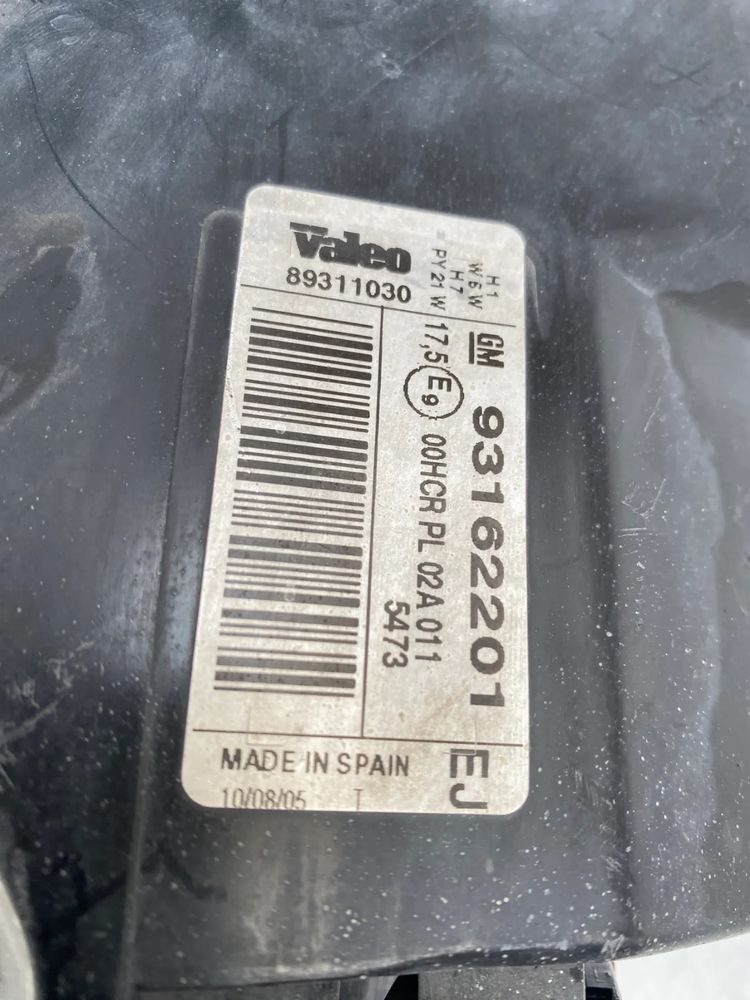 Valeo
89311030
H1
W5W
H7
PY21W
GM
93162201
EJ
17,5 E9 00HCR PL 02A 011
5473
MADE IN SPAIN
10/08/05 T